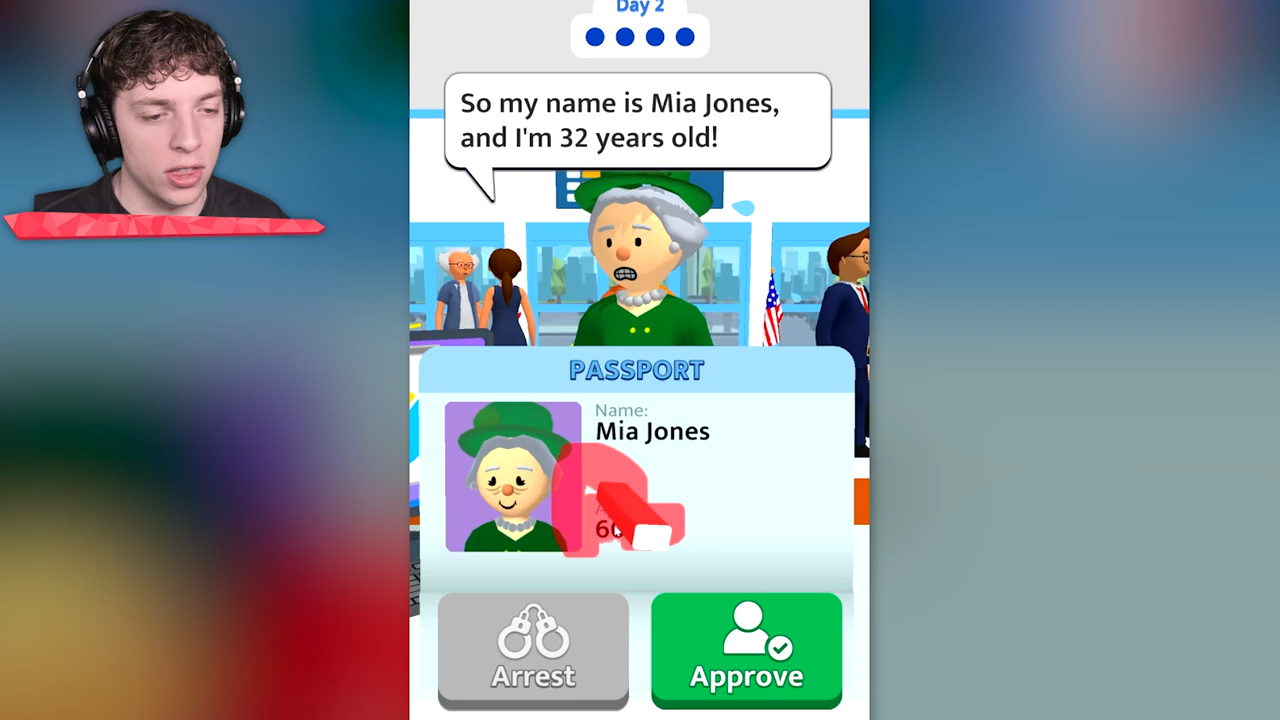 Day 2
So my name is Mia Jones,
and I'm 32 years old!
PASSPORT
Name:
Mia Jones
Arrest
Approve